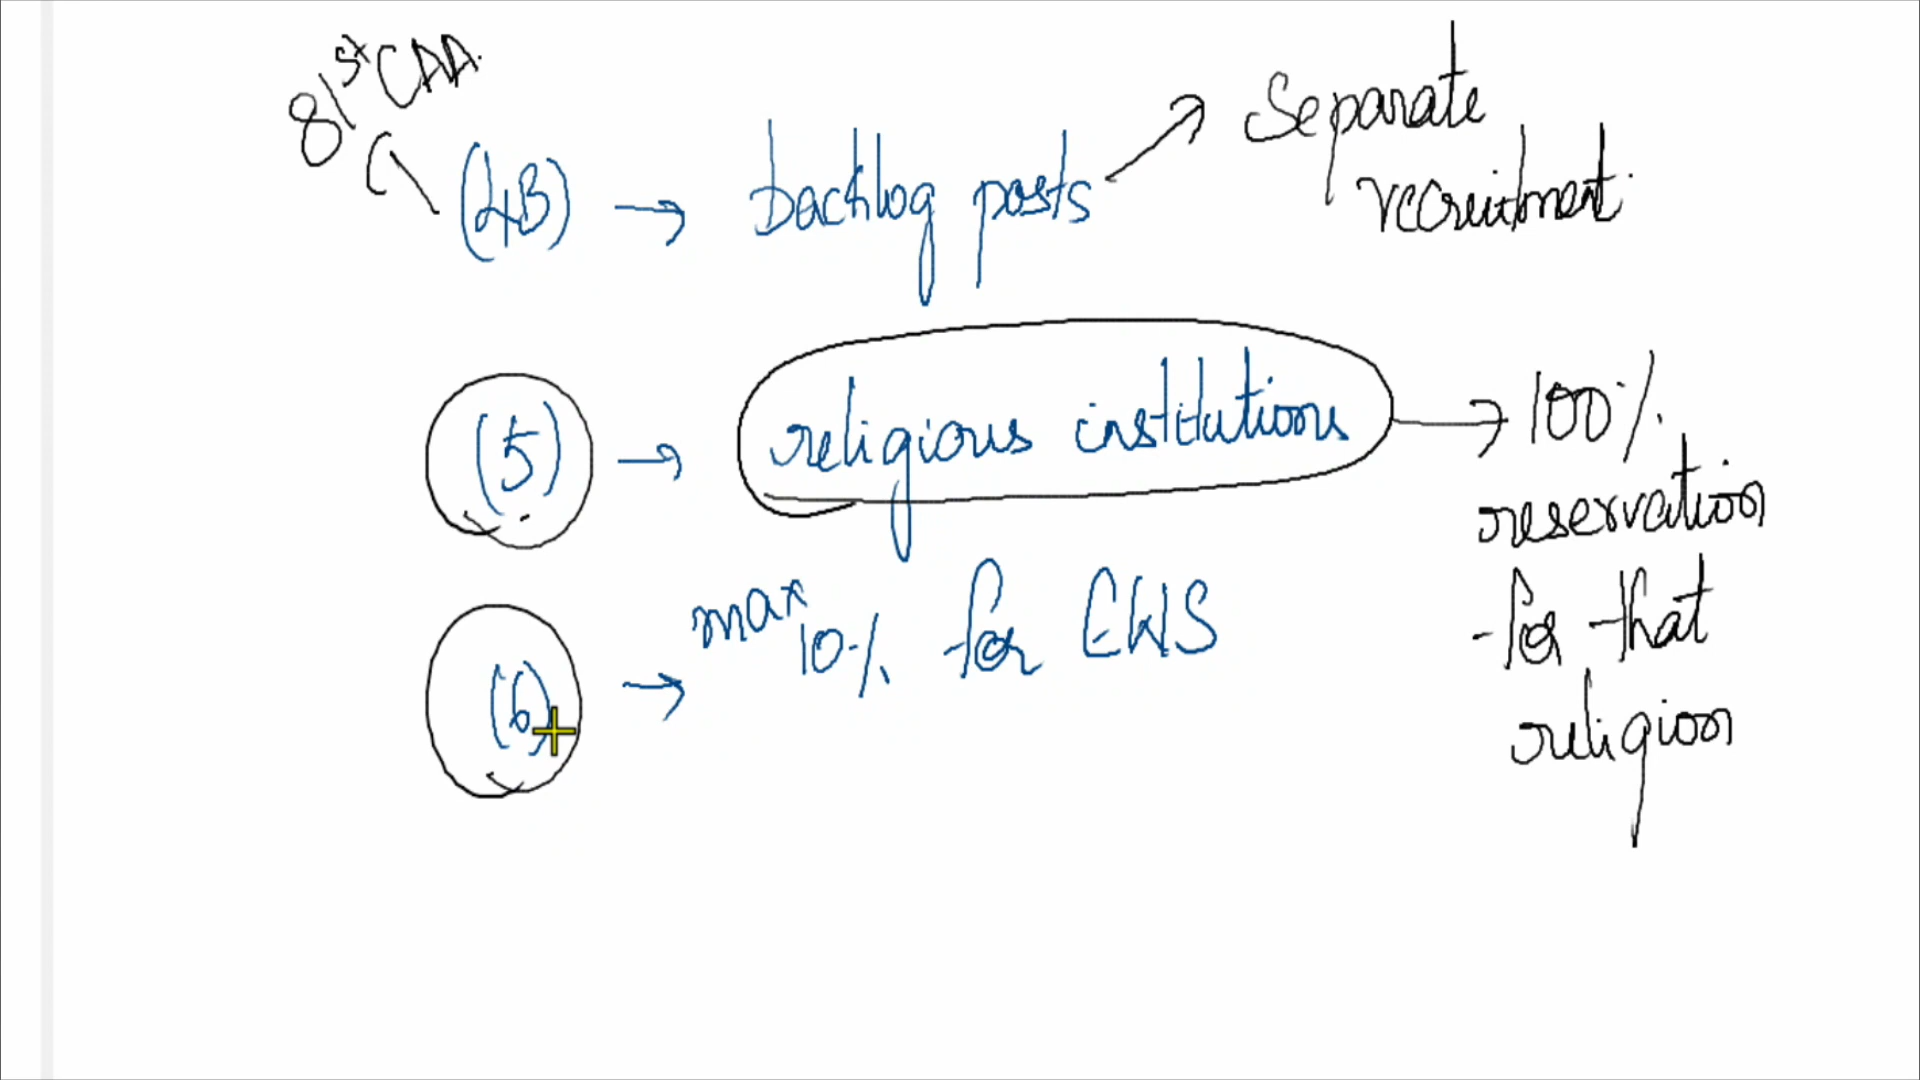 81st CAA.
(4B) → backlog posts → Separate
recruitment.
(5) → religious institutions → 100%
reservation
for that
religion
(6) → max 10% for EWS